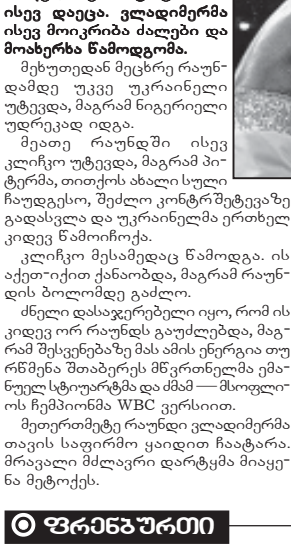 ისევ დაეცა. ვლადიმერმა
ისევ მოიკრიბა ძალები და
მოახერხა წამოდგომა.
მეხუთედან მეცხრე რაუნ-
დამდე უკვე უკრაინელი
უტევდა, მაგრამ ნიგერიელი
უდრეკად იდგა.
მეათე რაუნდში ისევ
კლიჩკო უტევდა, მაგრამ პი-
ტერმა, თითქოს ახალი სული
ჩაუდგესო, შეძლო კონტრშეტევაზე
გადასვლა და უკრაინელმა ერთხელ
კიდევ წამოიჩოქა.
კლიჩკო მესამედაც წამოდგა. ის
აქეთ-იქით ქანაობდა, მაგრამ რაუნ-
დის ბოლომდე გაძლო.
ძნელი დასაჯერებელი იყო, რომ ის
კიდევ ორ რაუნდს გაუძლებდა, მაგ-
რამ შესვენებაზე მას ამის ენერგია თუ
რწმენა შთაბერეს მწვრთნელმა ემა-
ნუელ სტიუარტმა და ძმამ — მსოფლი-
ოს ჩემპიონმა WBC ვერსიით.
მეთერთმეტე რაუნდი ვლადიმერმა
თავის საფირმო ყაიდით ჩაატარა.
მრავალი მძლავრი დარტყმა მიაყე-
ნა მეტოქეს.
ფრენბურთი